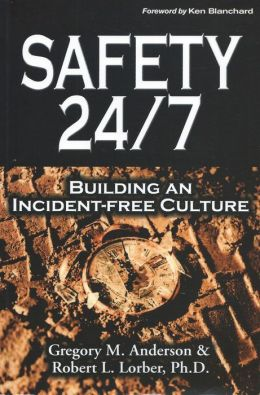 Foreword by Ken Blanchard
SAFETY
24/7
BUILDING AN
INCIDENT-FREE CULTURE
Gregory M. Anderson &
Robert L. Lorber, Ph.D.